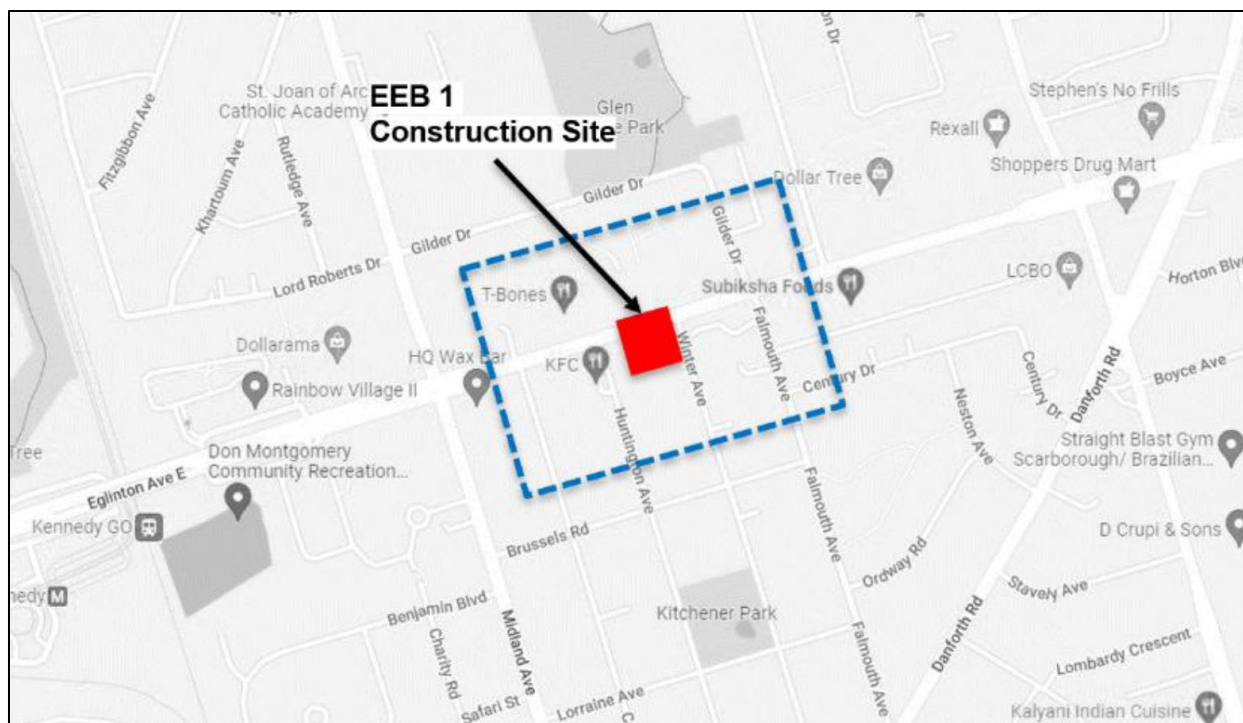 St. Joan of Arc
Catholic Academy
EEB 1
Construction Site
Glen
Park
Stephen's No Frills
Rexall
Shoppers Drug Mart
Dollar Tree
Fitzgibbon Ave
Khartoum Ave
Rutledge Ave
Gilder Dr
Gilder Dr
Gilder Dr
Lord Roberts Dr
T-Bones
Subiksha Foods
LCBO
Horton Blv
Dollarama
HQ Wax Bar
KFC
Winter Ave
Falmouth Ave
Century Dr
Century Dr
Danforth Rd
Boyce Ave
Rainbow Village II
Tree
Don Montgomery
Community Recreation...
Huntington Ave
Neston Ave
Straight Blast Gym
Scarborough/ Brazilian...
Eglinton Ave E
Kennedy GO
Brussels Rd
Falmouth Ave
D Crupi & Sons
Ordway Rd
nedy M
Stavely Ave
Benjamin Blvd
Midland Ave
Kitchener Park
Charity Rd
Falmouth Ave
Danforth Rd
Lombardy Crescent
Safari St
Lorraine Ave
C
Kalyani Indian Cuisine